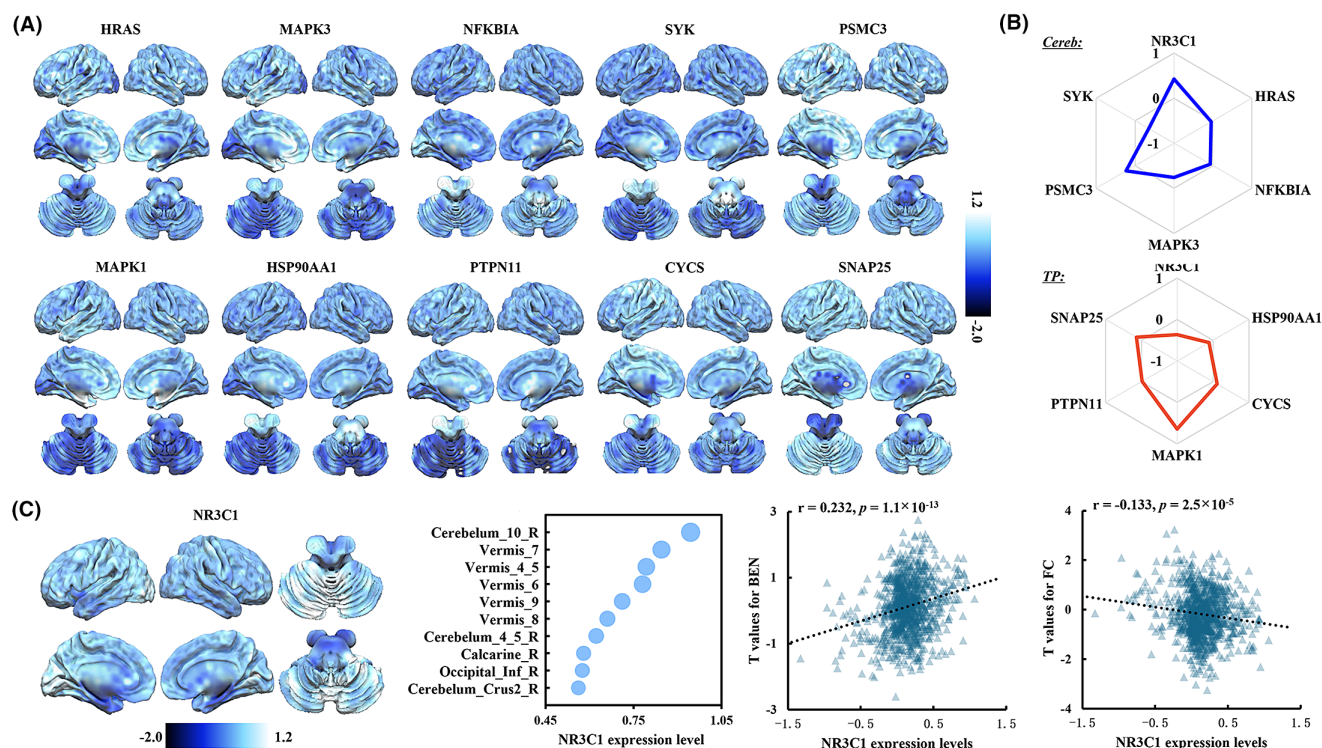 (A)
HRAS MAPK3 NFKBIA SYK PSMC3
1.2
-2.0
MAPK1 HSP90AA1 PTPN11 CYCS SNAP25
(B)
Cereb:
NR3C1
1
SYK 0 HRAS
-1
PSMC3 NFKBIA
MAPK3
TP:
NR3C1
1
SNAP25 0 HSP90AA1
-1
PTPN11 CYCS
MAPK1
(C)
NR3C1
-2.0 1.2
Cerebelum_10_R
Vermis_7
Vermis_4_5
Vermis_6
Vermis_9
Vermis_8
Cerebelum_4_5_R
Calcarine_R
Occipital_Inf_R
Cerebelum_Crus2_R
0.45 0.75 1.05
NR3C1 expression level
r = 0.232, p = 1.1×10⁻¹³
T values for BEN
3
1
-1
-3
-1.5 -0.5 0.5 1.5
NR3C1 expression levels
r = -0.133, p = 2.5×10⁻⁵
T values for FC
4
2
0
-2
-4
-1.5 -0.5 0.5 1.5
NR3C1 expression levels